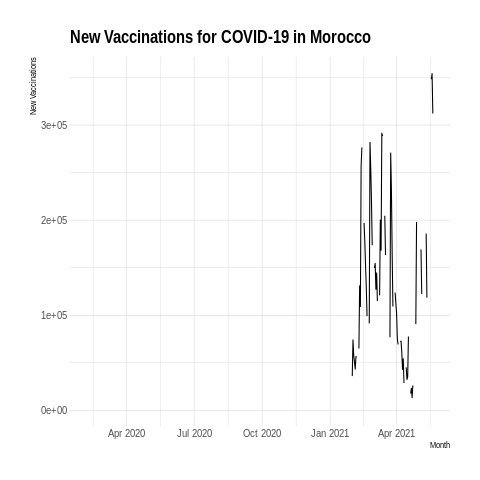 New Vaccinations for COVID-19 in Morocco
New Vaccinations
3e+05
2e+05
1e+05
0e+00
Apr 2020 Jul 2020 Oct 2020 Jan 2021 Apr 2021
Month